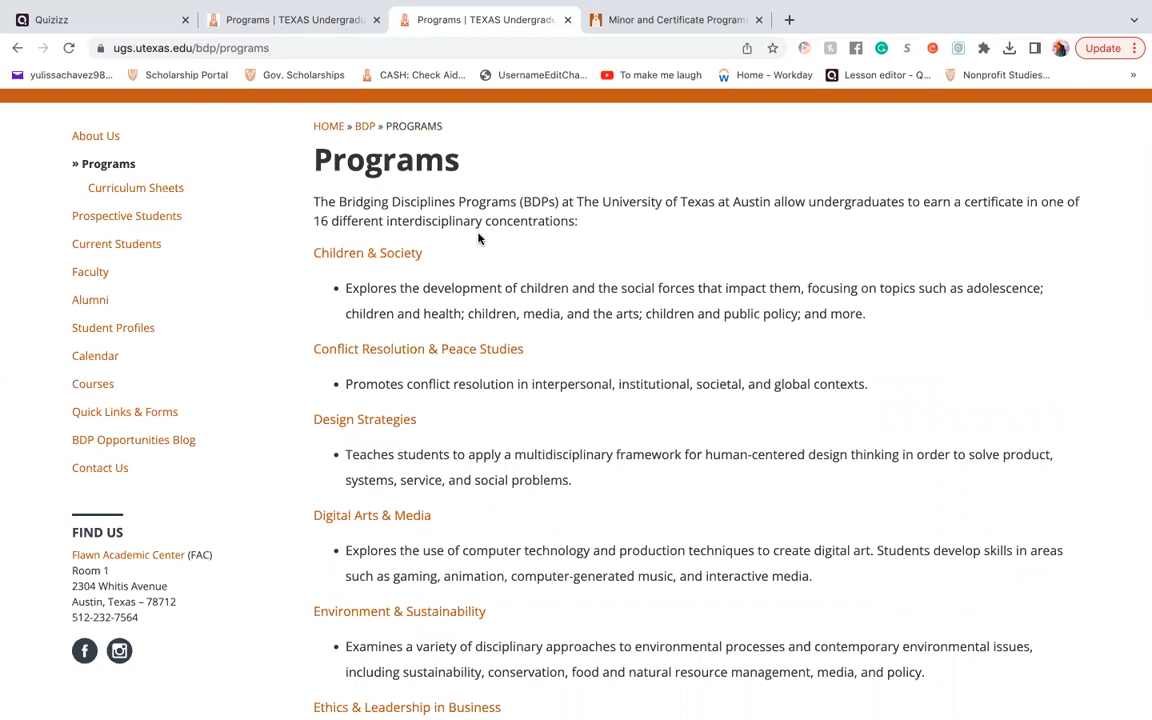 Quizizz
Programs | TEXAS Undergradu
Programs | TEXAS Undergradu
Minor and Certificate Programs
ugs.utexas.edu/bdp/programs
Update
yulissachavez98...
Scholarship Portal
Gov. Scholarships
CASH: Check Aid...
UsernameEditCha...
To make me laugh
Home - Workday
Lesson editor - Q...
Nonprofit Studies...
»
About Us
» Programs
Curriculum Sheets
Prospective Students
Current Students
Faculty
Alumni
Student Profiles
Calendar
Courses
Quick Links & Forms
BDP Opportunities Blog
Contact Us
FIND US
Flawn Academic Center (FAC)
Room 1
2304 Whitis Avenue
Austin, Texas – 78712
512-232-7564
HOME » BDP » PROGRAMS
Programs
The Bridging Disciplines Programs (BDPs) at The University of Texas at Austin allow undergraduates to earn a certificate in one of
16 different interdisciplinary concentrations:
Children & Society
• Explores the development of children and the social forces that impact them, focusing on topics such as adolescence;
children and health; children, media, and the arts; children and public policy; and more.
Conflict Resolution & Peace Studies
• Promotes conflict resolution in interpersonal, institutional, societal, and global contexts.
Design Strategies
• Teaches students to apply a multidisciplinary framework for human-centered design thinking in order to solve product,
systems, service, and social problems.
Digital Arts & Media
• Explores the use of computer technology and production techniques to create digital art. Students develop skills in areas
such as gaming, animation, computer-generated music, and interactive media.
Environment & Sustainability
• Examines a variety of disciplinary approaches to environmental processes and contemporary environmental issues,
including sustainability, conservation, food and natural resource management, media, and policy.
Ethics & Leadership in Business